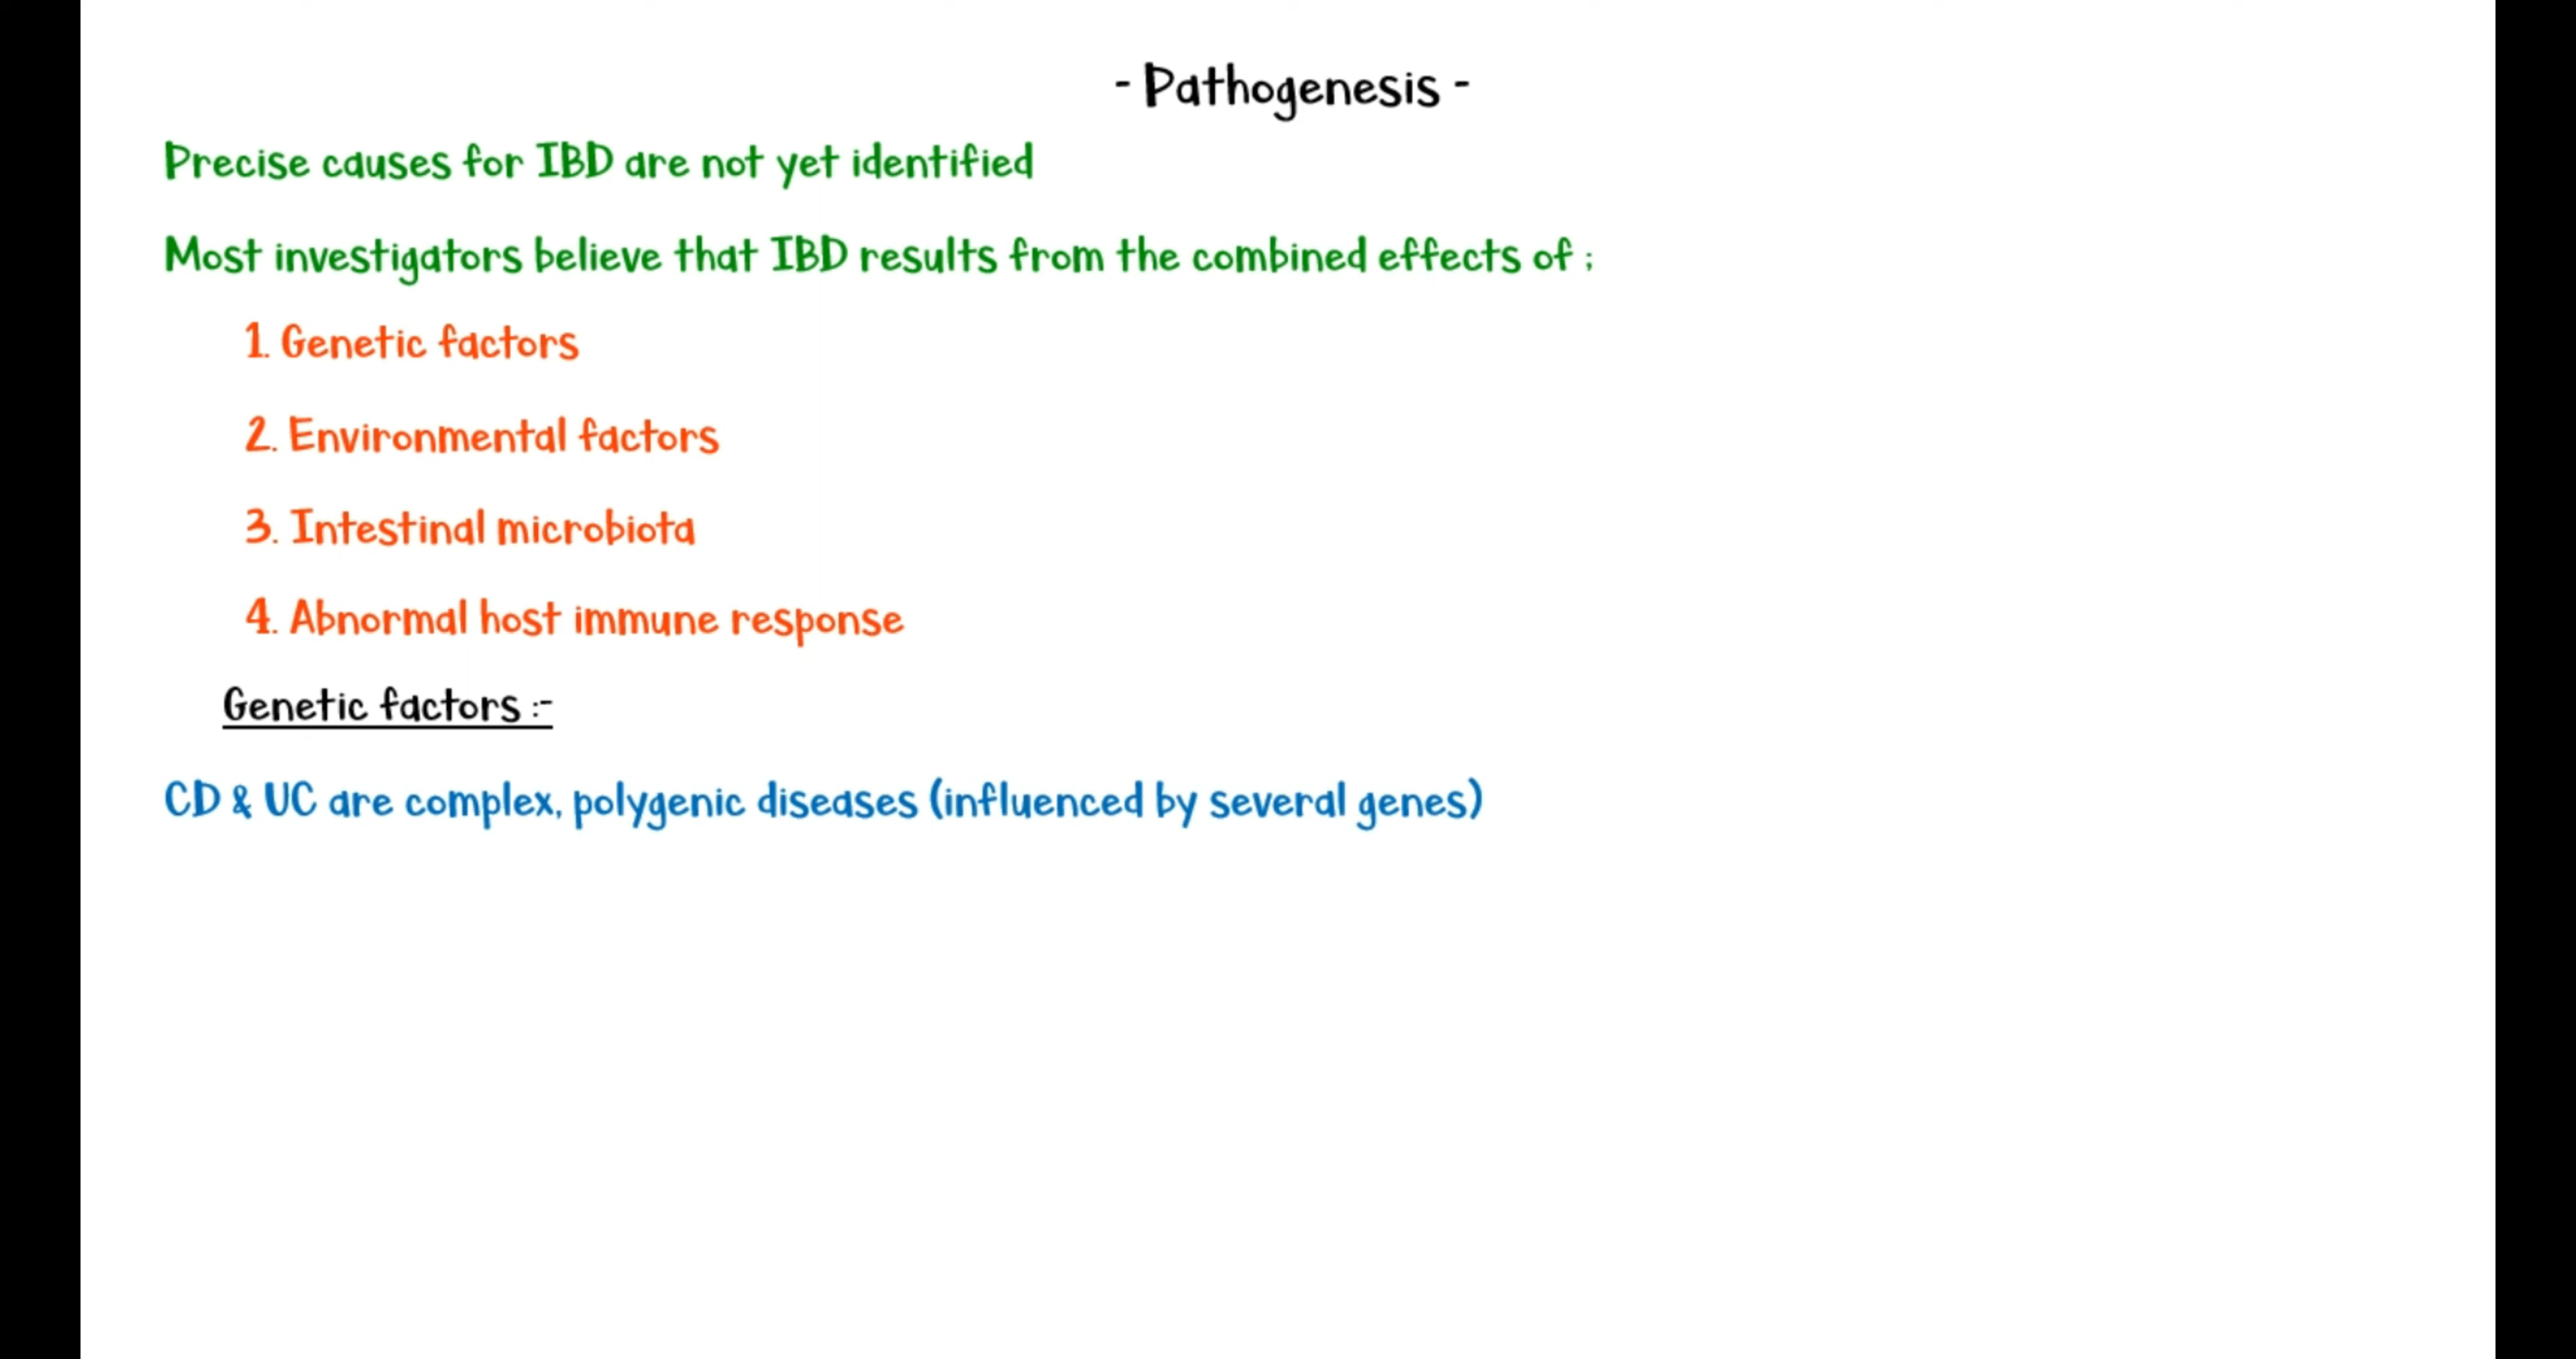 - Pathogenesis -
Precise causes for IBD are not yet identified
Most investigators believe that IBD results from the combined effects of ;
1. Genetic factors
2. Environmental factors
3. Intestinal microbiota
4. Abnormal host immune response
Genetic factors :-
CD & UC are complex, polygenic diseases (influenced by several genes)